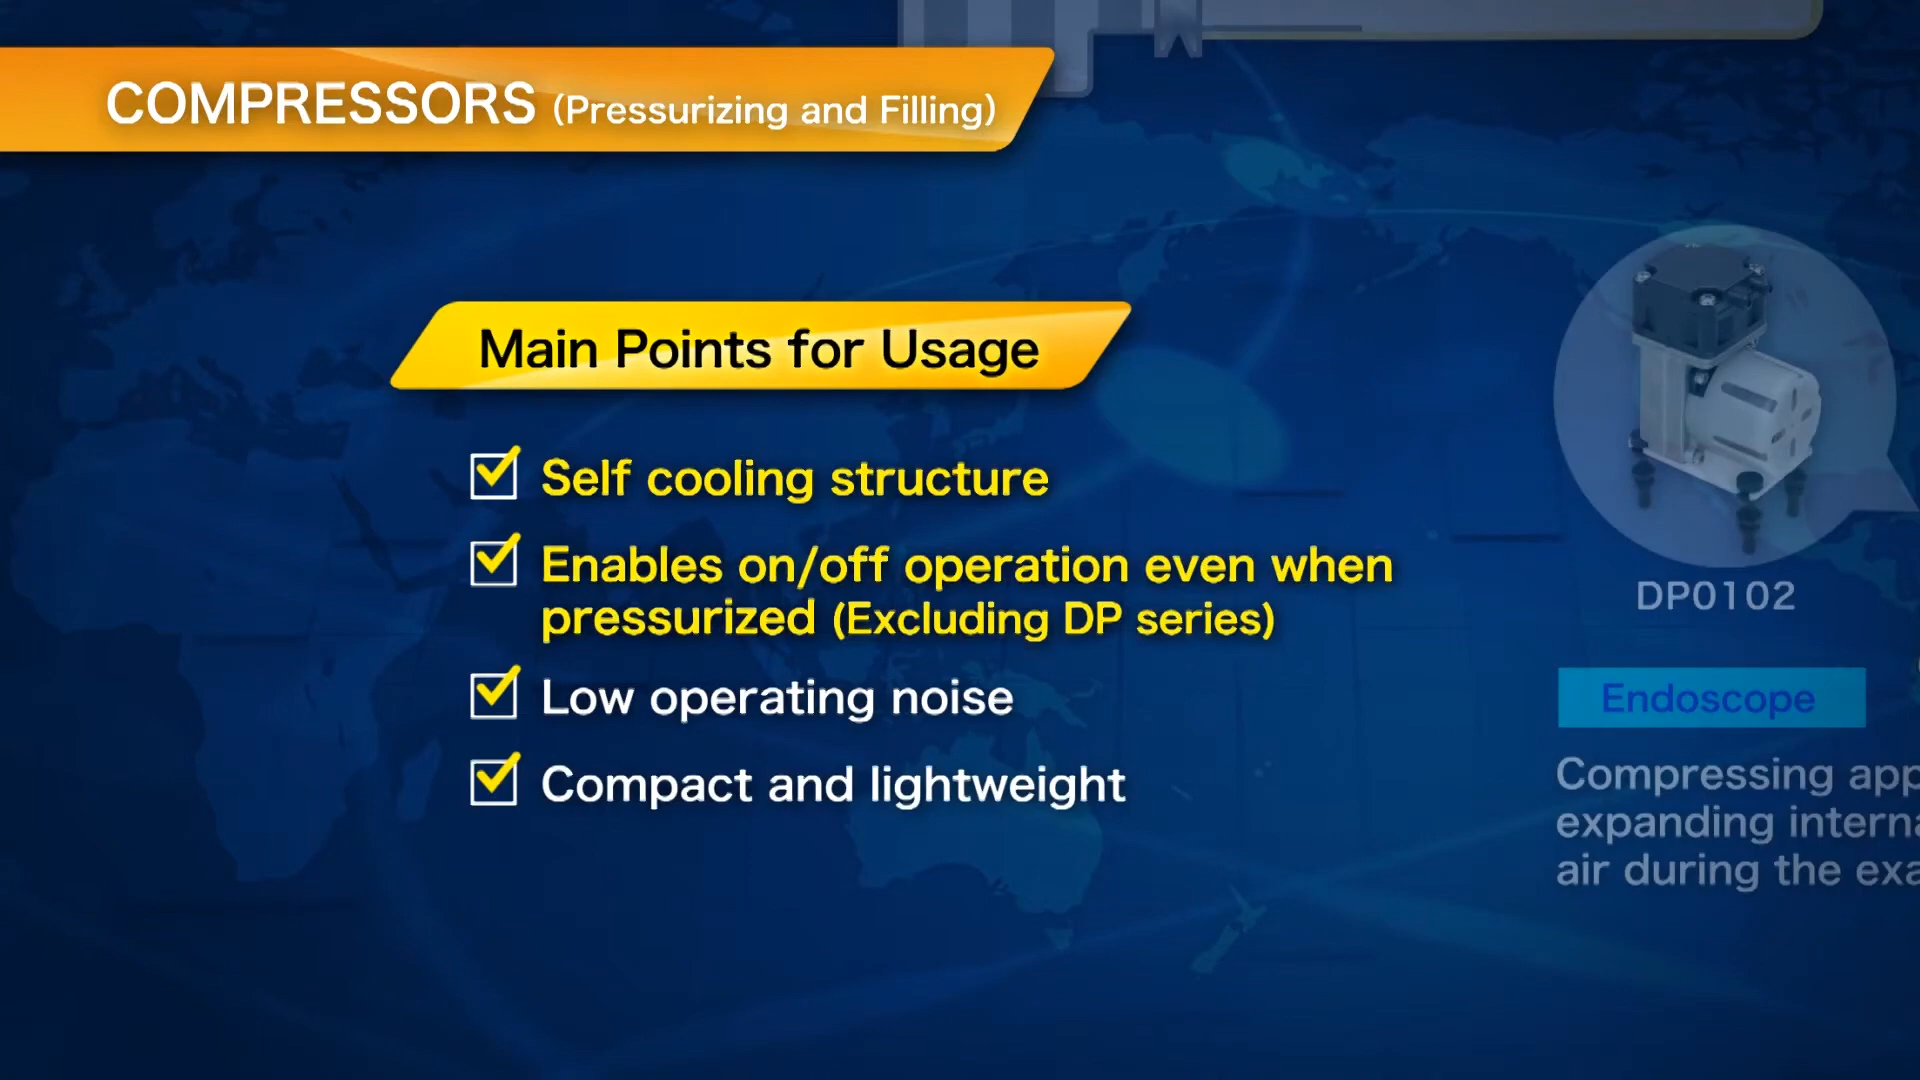 COMPRESSORS (Pressurizing and Filling)
Main Points for Usage
Self cooling structure
Enables on/off operation even when
pressurized (Excluding DP series)
Low operating noise
Compact and lightweight
DP0102
Endoscope
Compressing
expanding
air during the